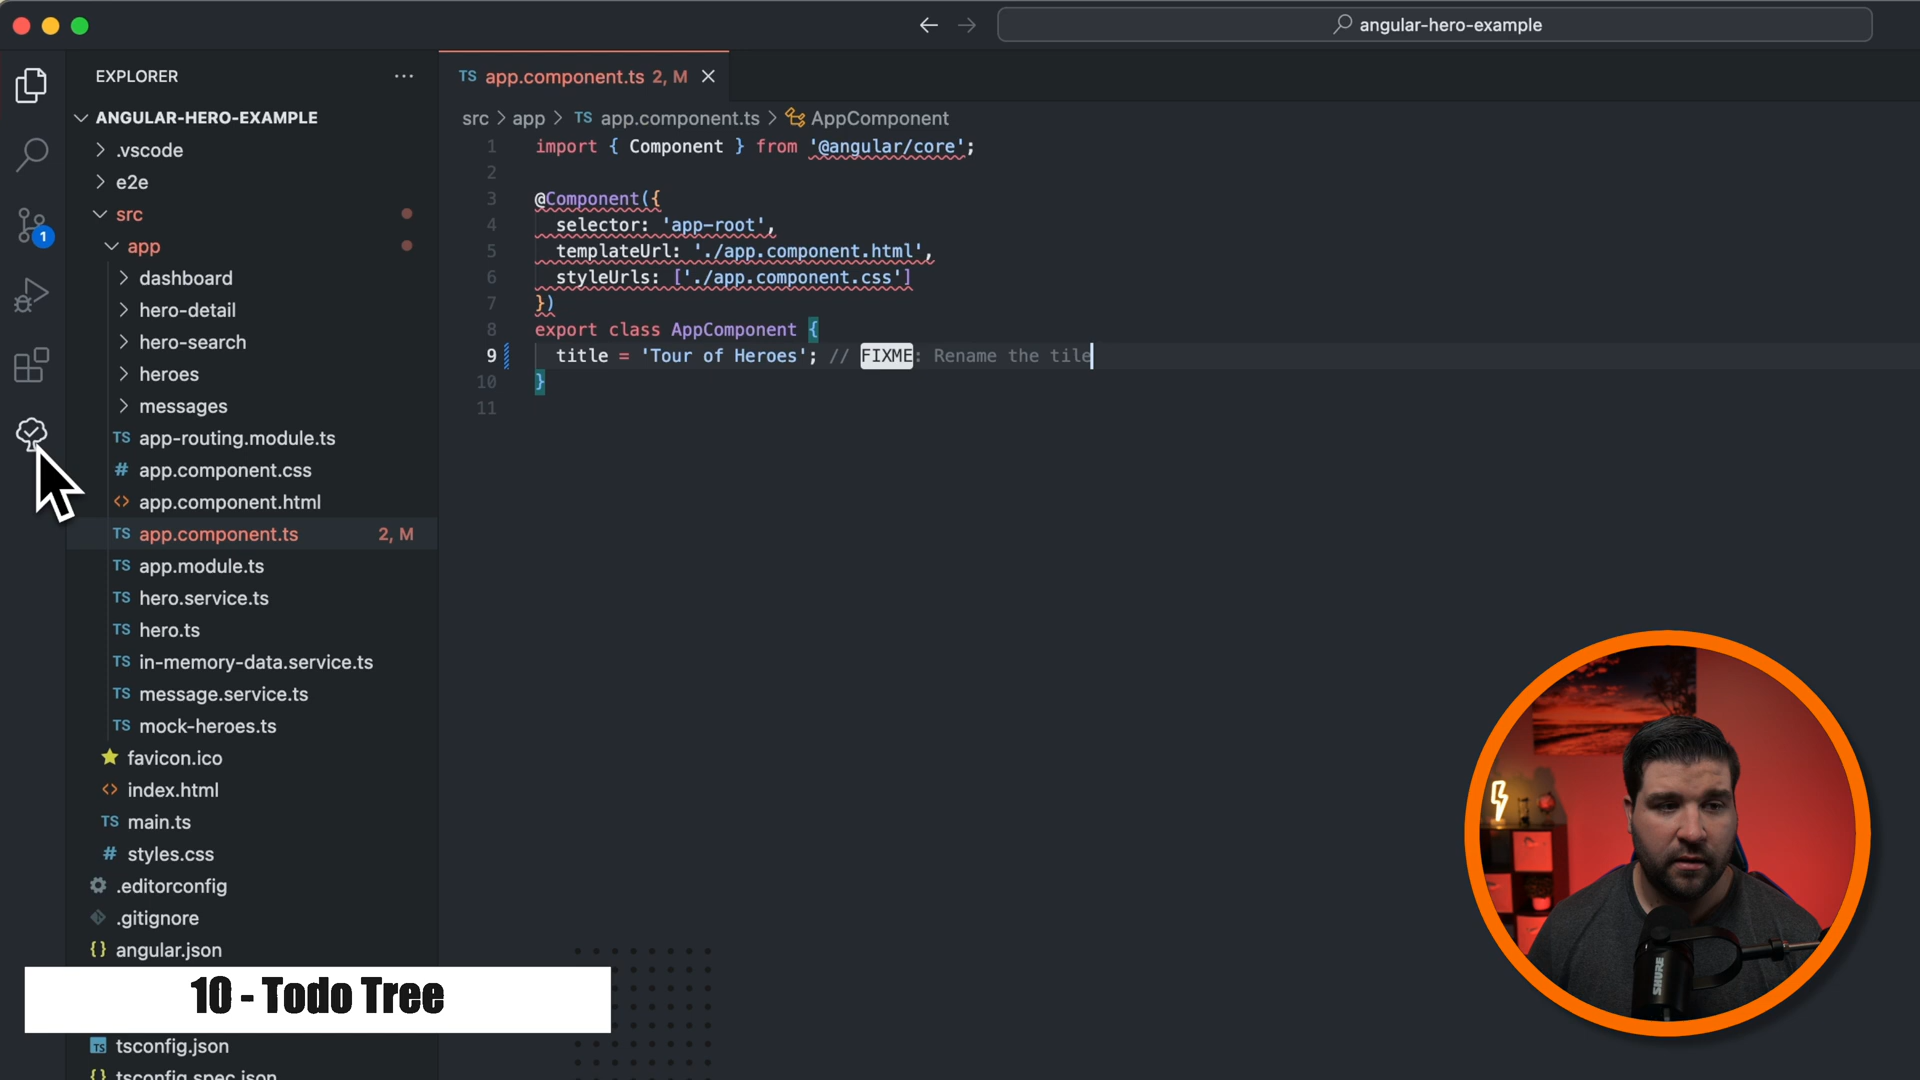 angular-hero-example
EXPLORER
ANGULAR-HERO-EXAMPLE
.vscode
e2e
src
app
dashboard
hero-detail
hero-search
heroes
messages
TS app-routing.module.ts
# app.component.css
<> app.component.html
TS app.component.ts 2, M
TS app.module.ts
TS hero.service.ts
TS hero.ts
TS in-memory-data.service.ts
TS message.service.ts
TS mock-heroes.ts
favicon.ico
<> index.html
TS main.ts
# styles.css
.editorconfig
.gitignore
{} angular.json
TS tsconfig.json
{} tsconfig.spec.json
1
TS app.component.ts 2, M
src > app > TS app.component.ts > AppComponent
1 import { Component } from '@angular/core';
2
3 @Component({
4 selector: 'app-root',
5 templateUrl: './app.component.html',
6 styleUrls: ['./app.component.css']
7 })
8 export class AppComponent {
9 title = 'Tour of Heroes'; // FIXME: Rename the tile
10 }
11
10 - Todo Tree
SHURE